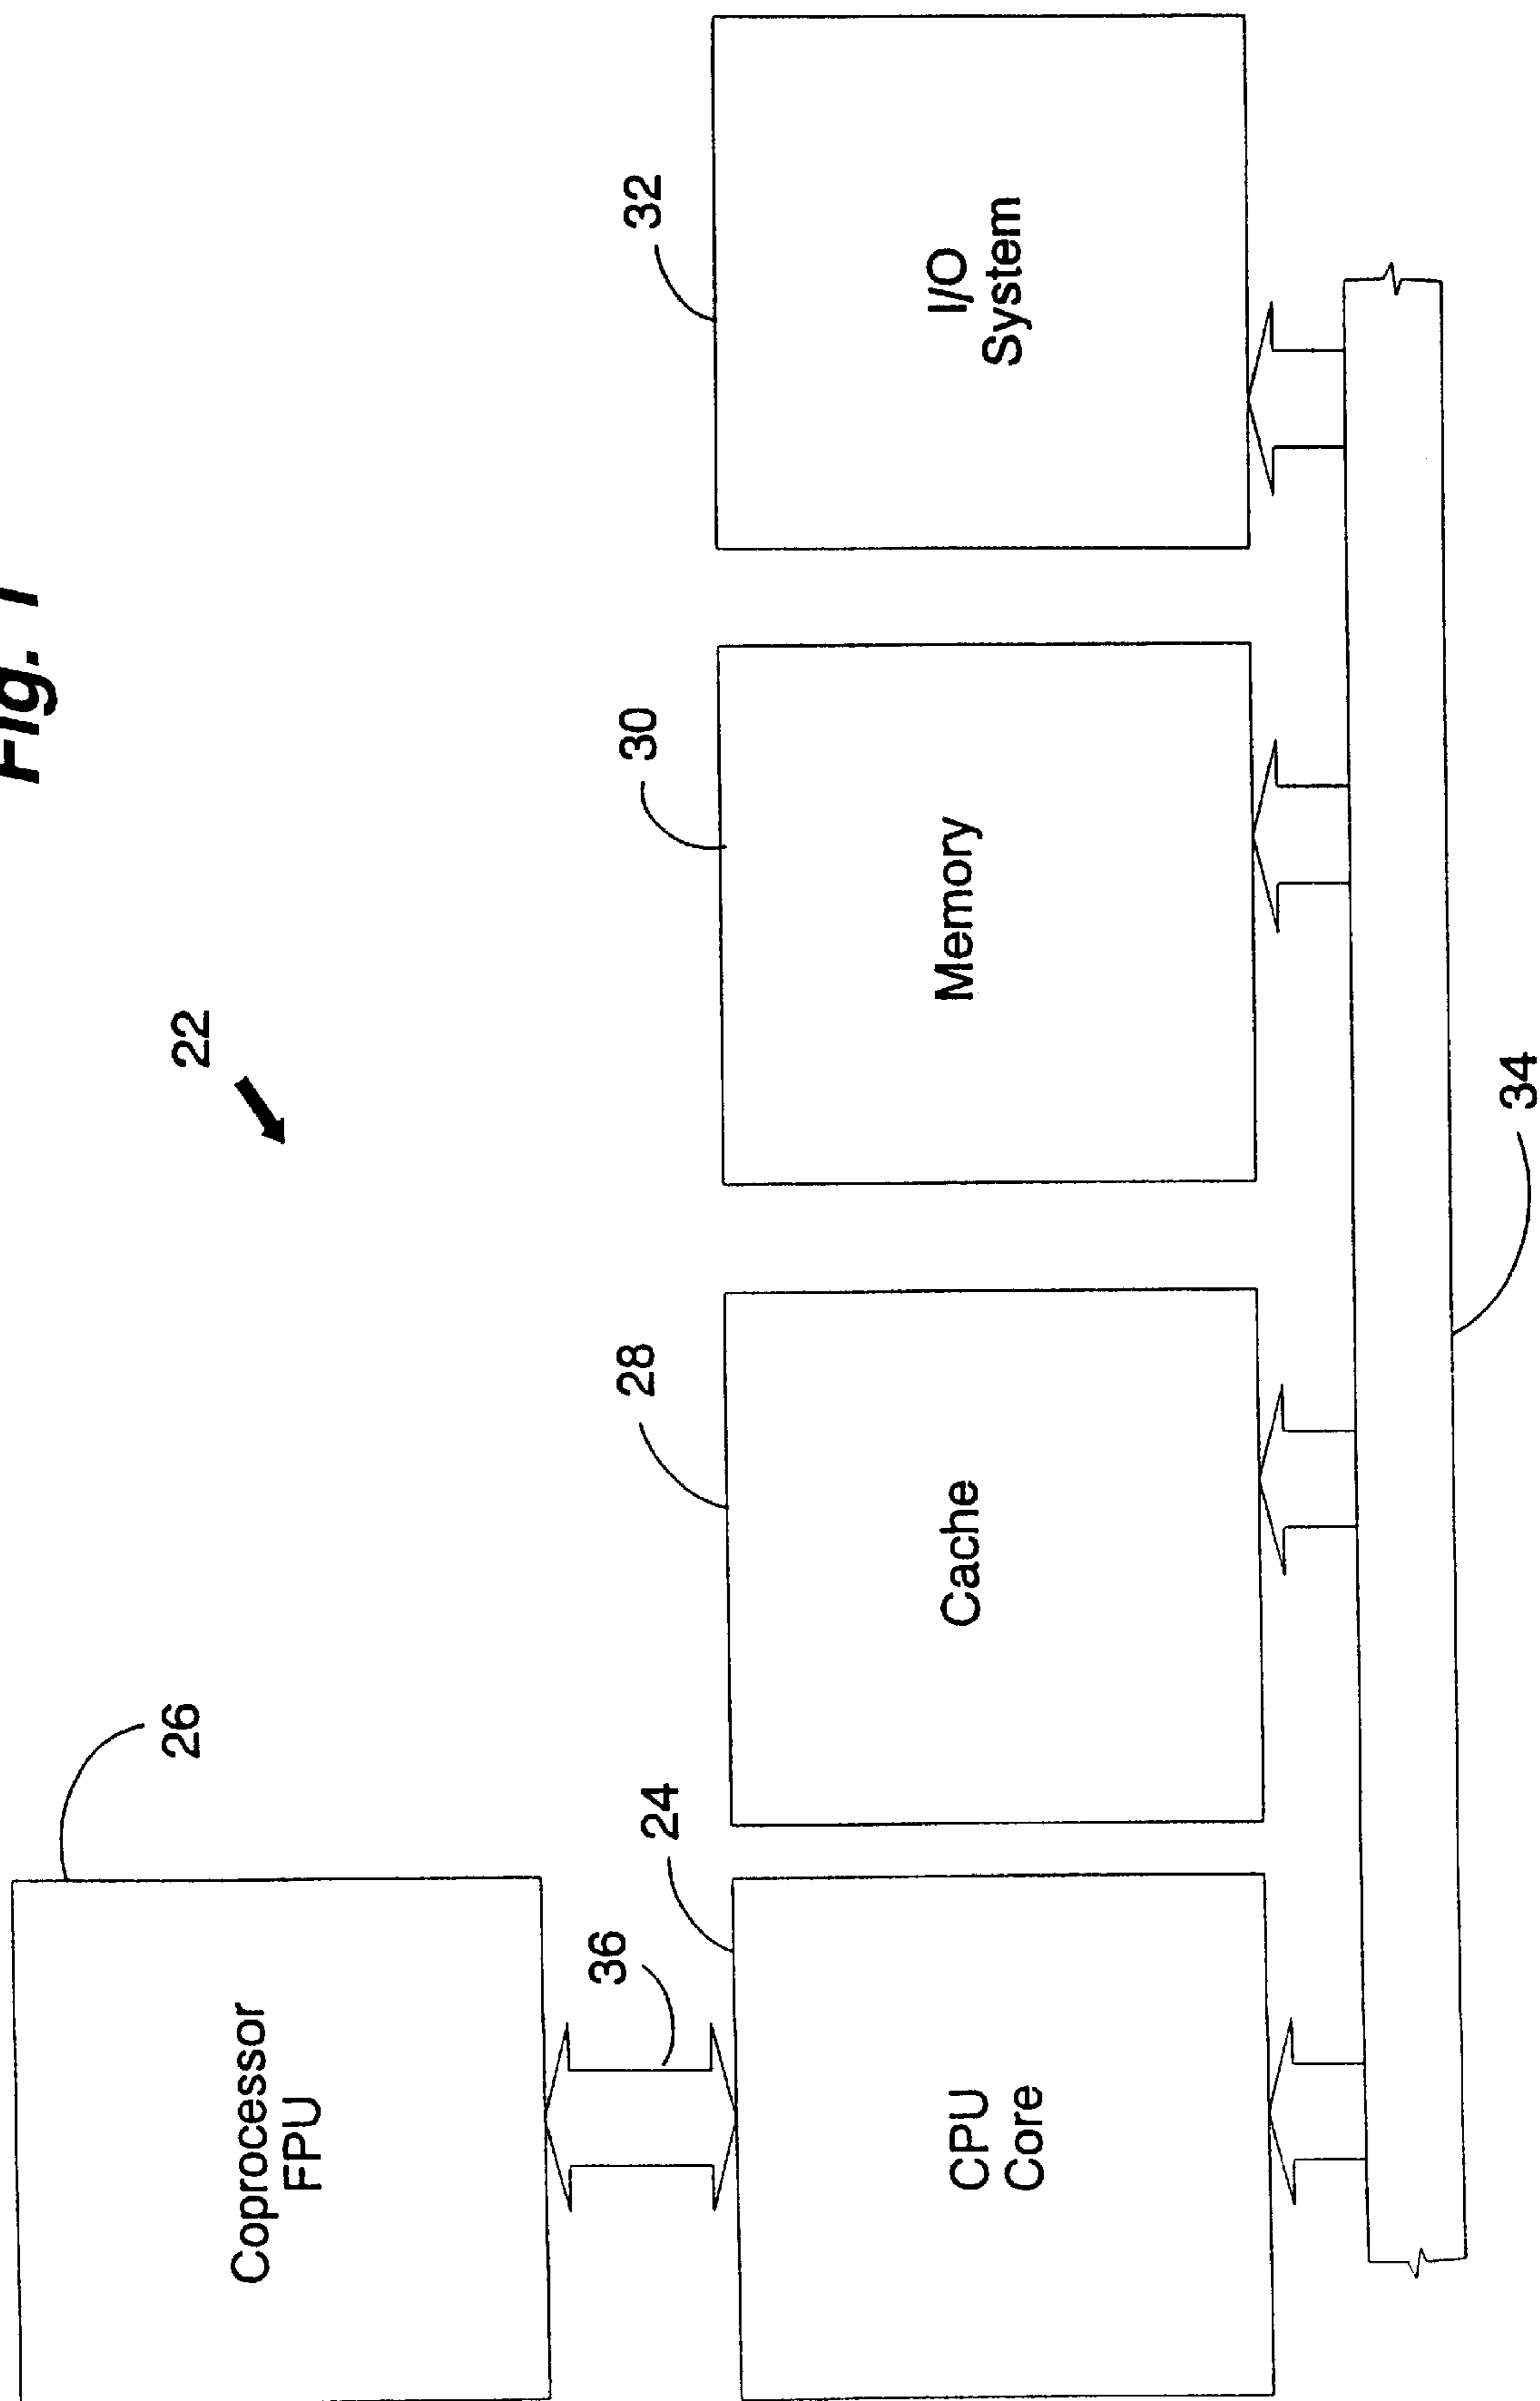 Fig. 1
22
26
Coprocessor
FPU
36
24
28
30
32
CPU
Core
Cache
Memory
I/O
System
34